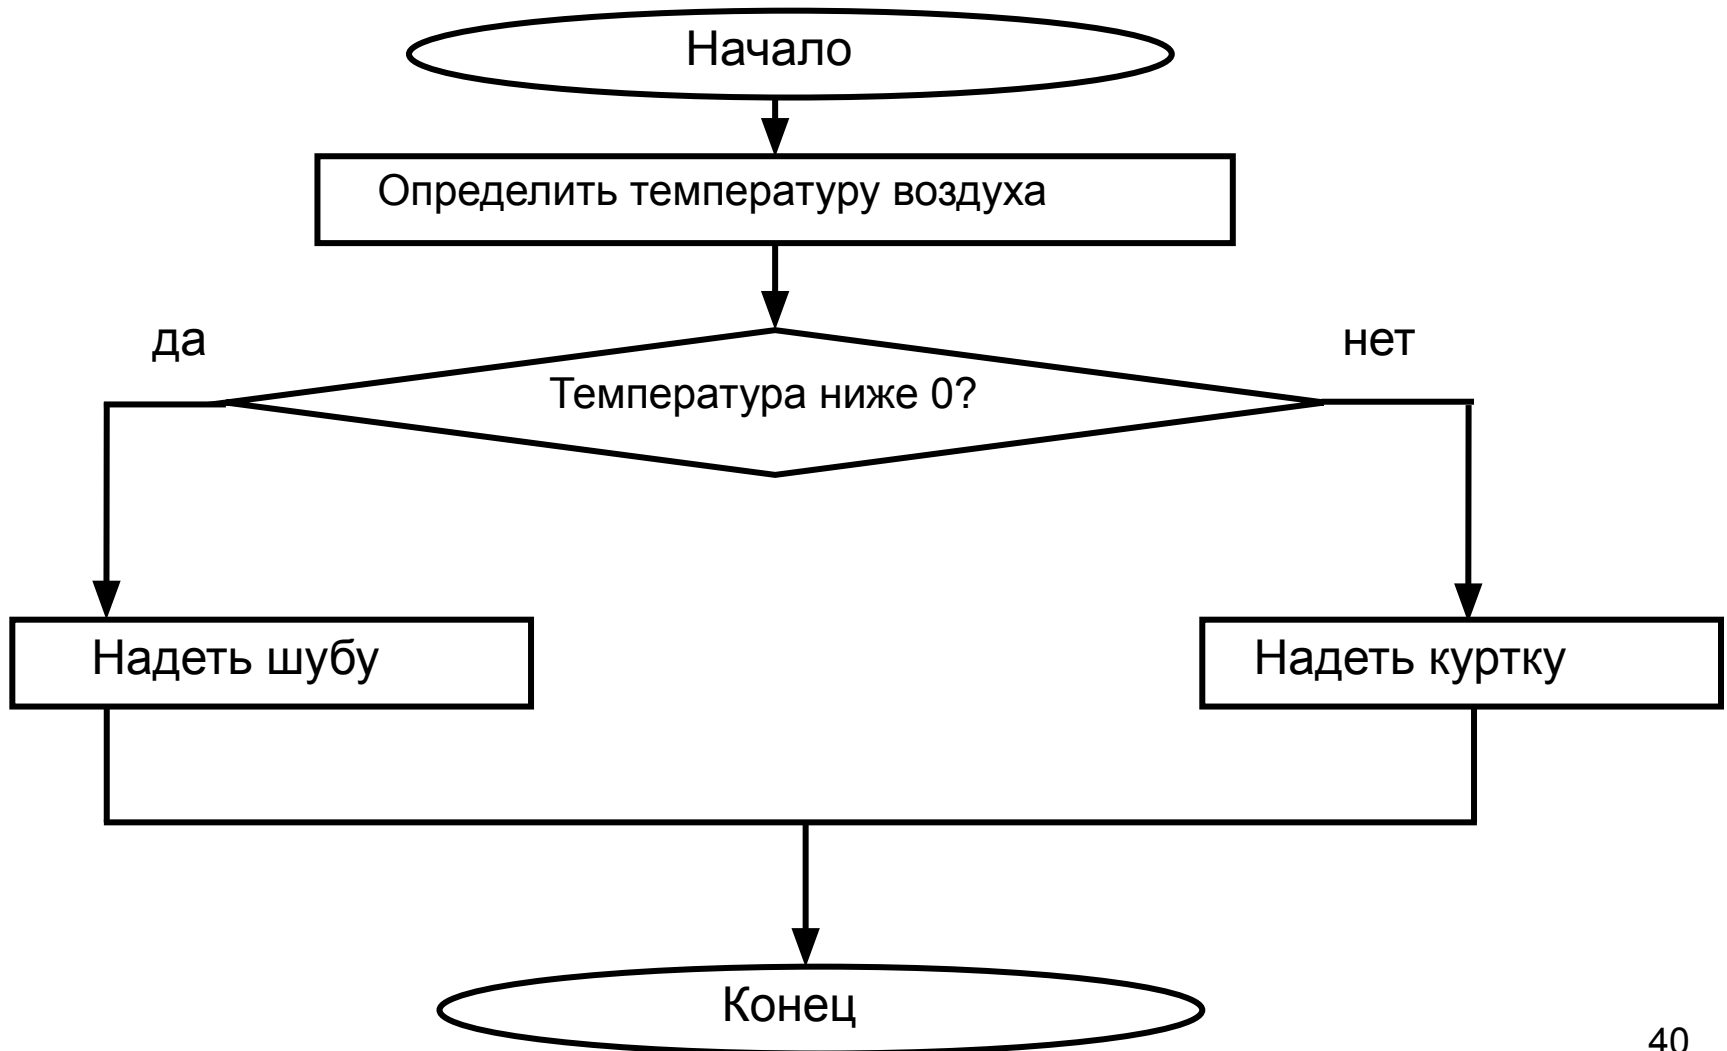 Начало
Определить температуру воздуха
да
нет
Температура ниже 0?
Надеть шубу
Надеть куртку
Конец
40